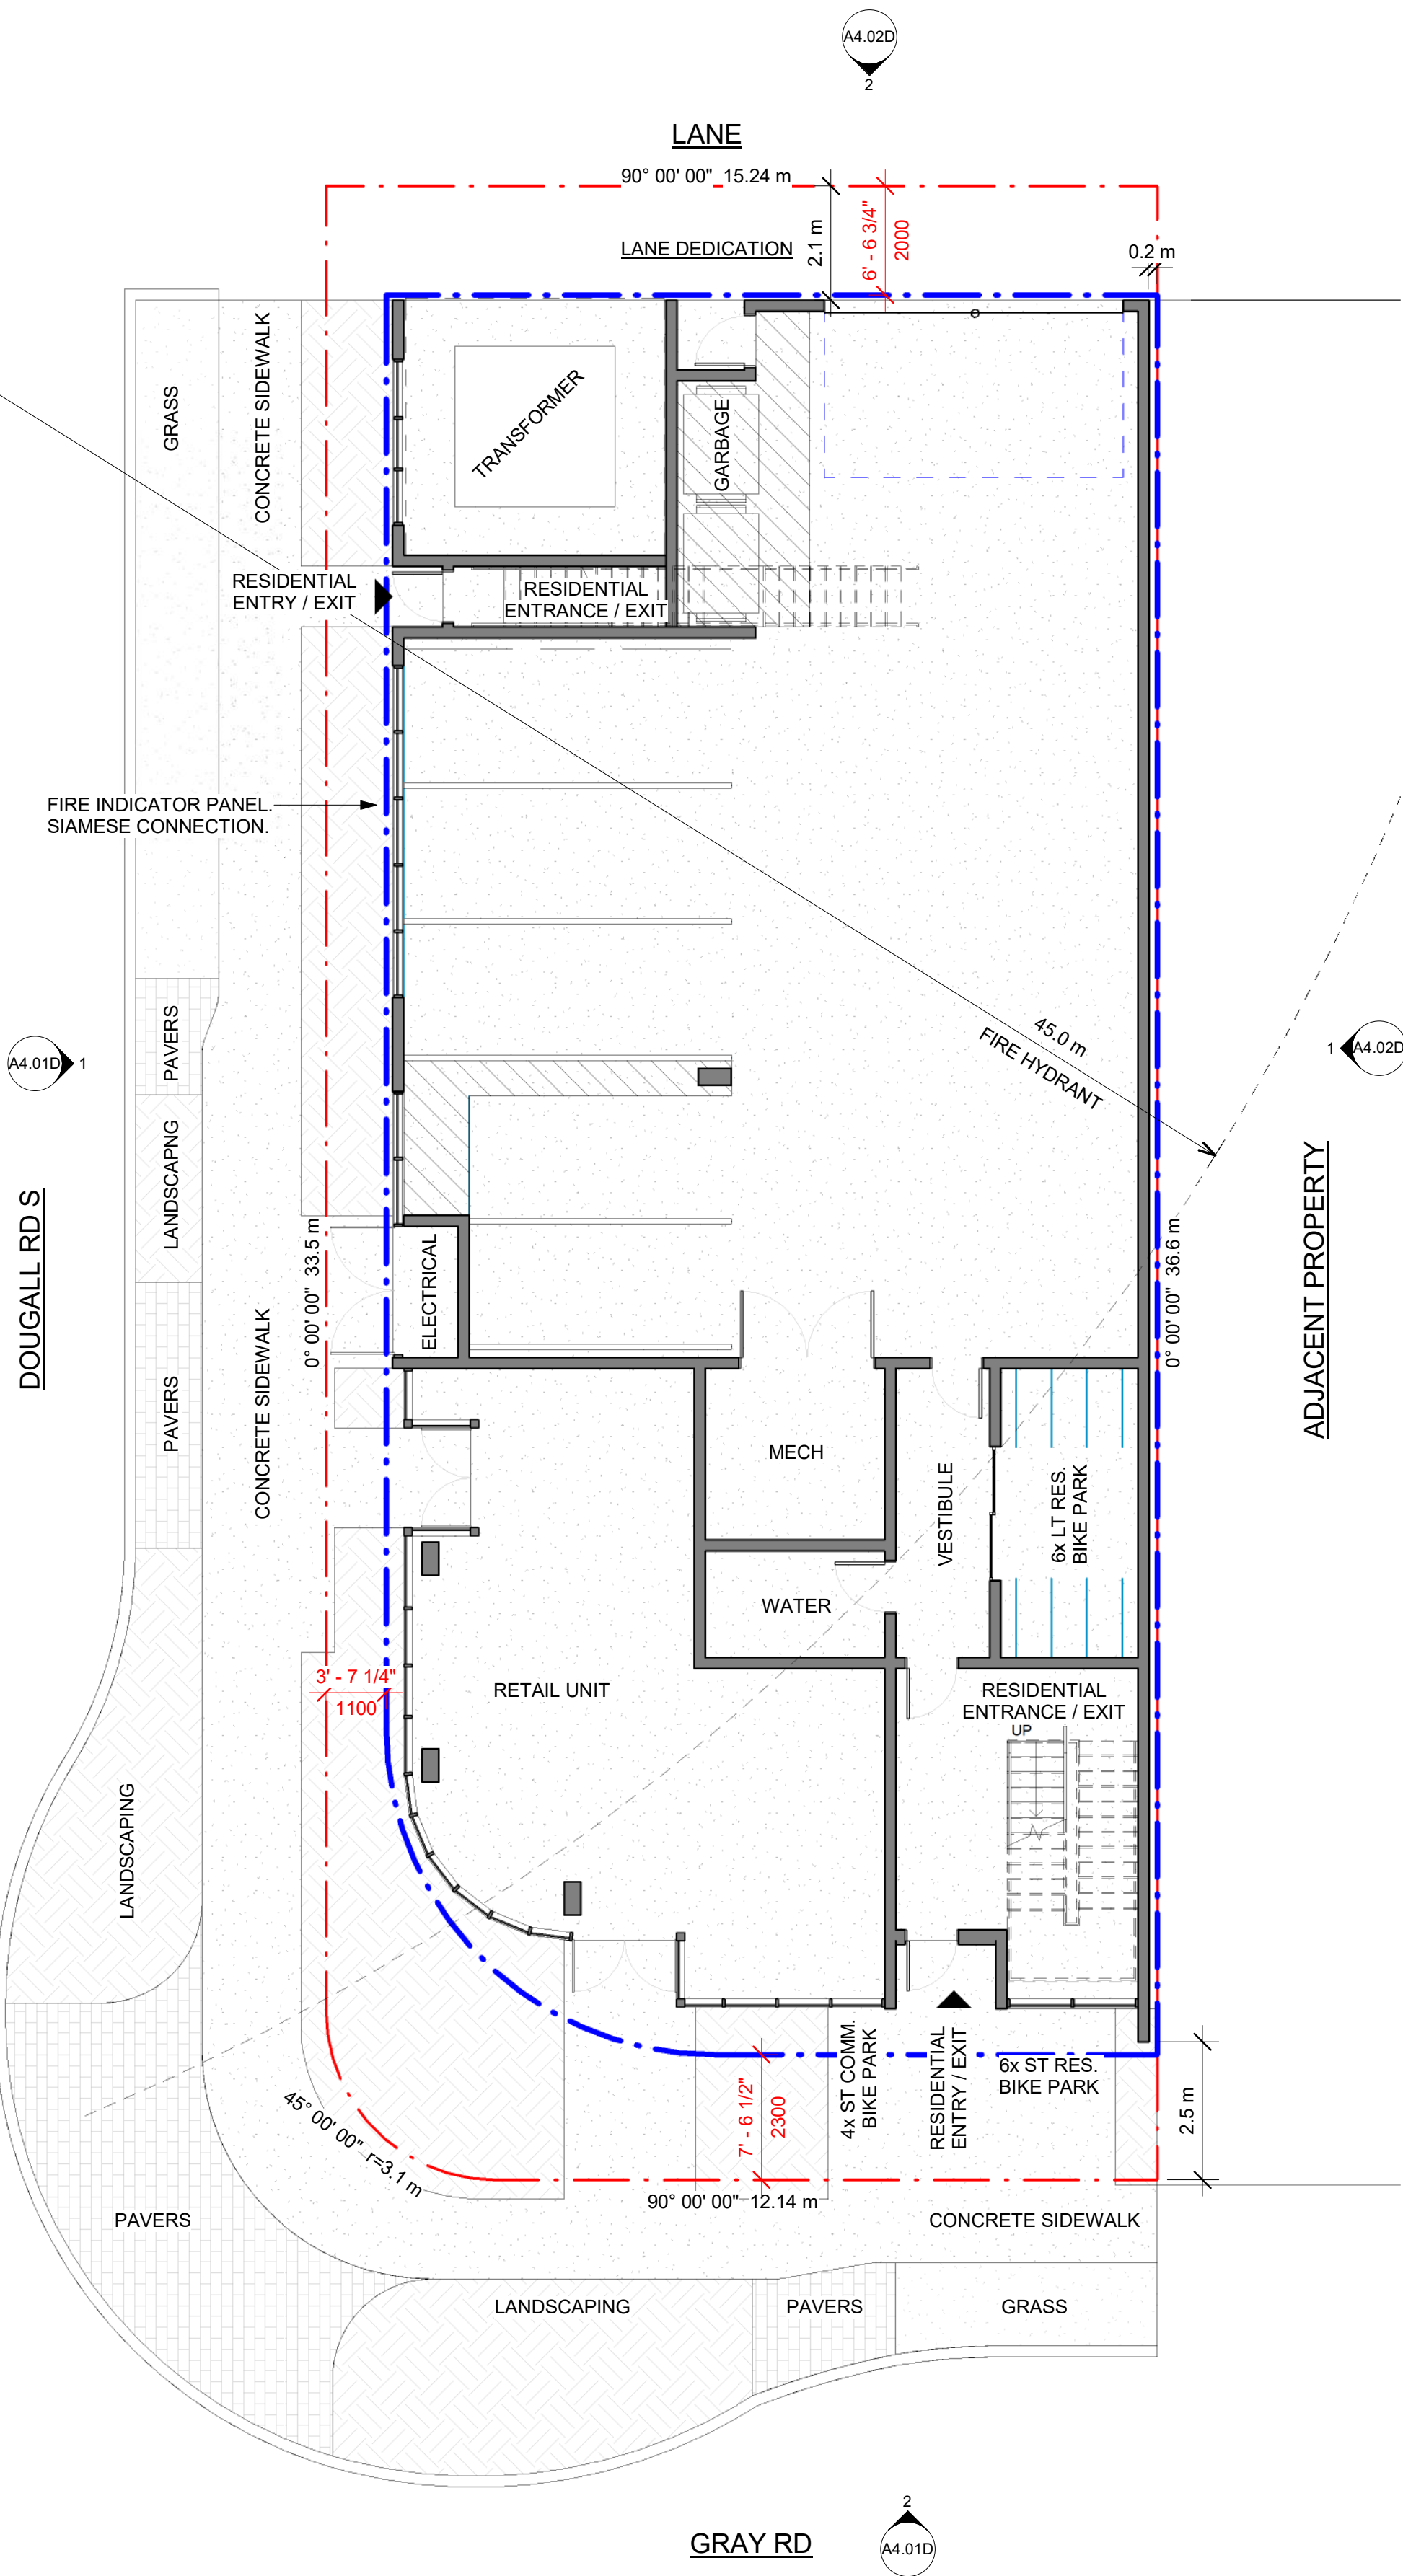 A4.02D
2
LANE
90° 00' 00" 15.24 m
LANE DEDICATION
2.1 m
6' - 6 3/4"
2000
0.2 m
GRASS
CONCRETE SIDEWALK
TRANSFORMER
GARBAGE
RESIDENTIAL
ENTRY / EXIT
RESIDENTIAL
ENTRANCE / EXIT
FIRE INDICATOR PANEL.
SIAMESE CONNECTION.
PAVERS
A4.01D
1
45.0 m
FIRE HYDRANT
1
A4.02D
LANDSCAPNG
DOUGALL RD S
0° 00' 00" 33.5 m
ELECTRICAL
0° 00' 00" 36.6 m
ADJACENT PROPERTY
PAVERS
CONCRETE SIDEWALK
MECH
VESTIBULE
6x LT RES.
BIKE PARK
WATER
3' - 7 1/4"
1100
RETAIL UNIT
RESIDENTIAL
ENTRANCE / EXIT
UP
LANDSCAPING
45° 00' 00" r=3.1 m
7' - 6 1/2"
2300
4x ST COMM.
BIKE PARK
RESIDENTIAL
ENTRY / EXIT
6x ST RES.
BIKE PARK
2.5 m
90° 00' 00" 12.14 m
PAVERS
CONCRETE SIDEWALK
LANDSCAPING
PAVERS
GRASS
GRAY RD
2
A4.01D